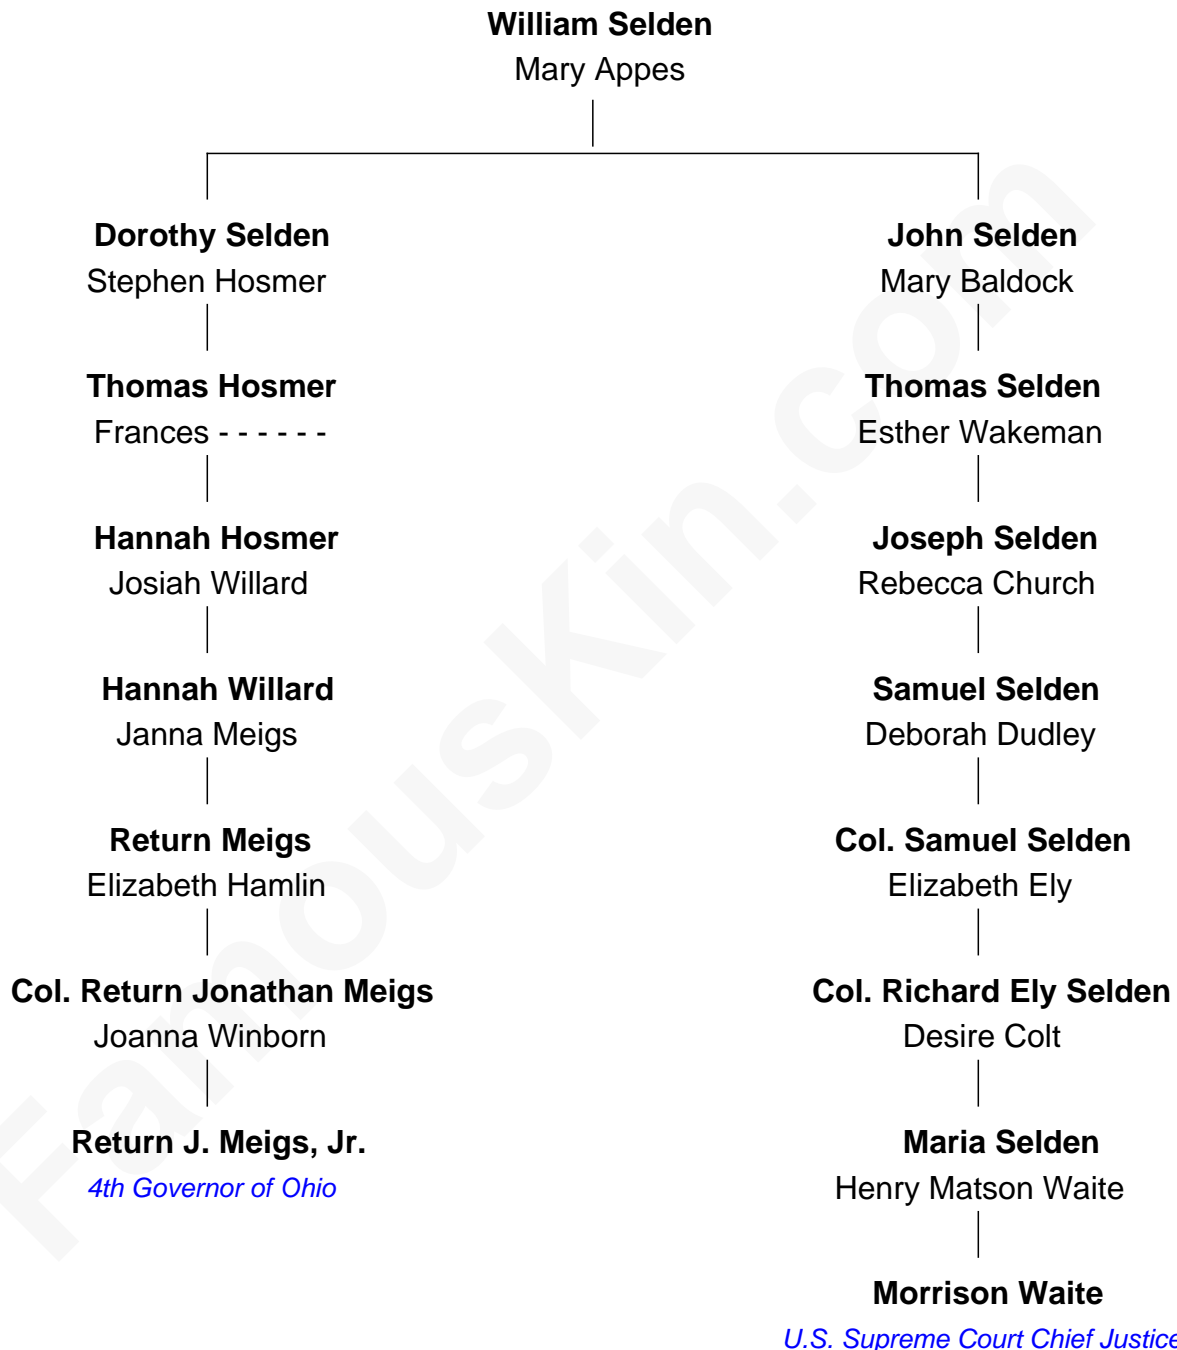 William Selden
Mary Appes
Dorothy Selden
Stephen Hosmer
John Selden
Mary Baldock
Thomas Hosmer
Frances - - - - - -
Thomas Selden
Esther Wakeman
Hannah Hosmer
Josiah Willard
Joseph Selden
Rebecca Church
Hannah Willard
Janna Meigs
Samuel Selden
Deborah Dudley
Return Meigs
Elizabeth Hamlin
Col. Samuel Selden
Elizabeth Ely
Col. Return Jonathan Meigs
Joanna Winborn
Col. Richard Ely Selden
Desire Colt
Return J. Meigs, Jr.
4th Governor of Ohio
Maria Selden
Henry Matson Waite
Morrison Waite
U.S. Supreme Court Chief Justice
FamousKin.com